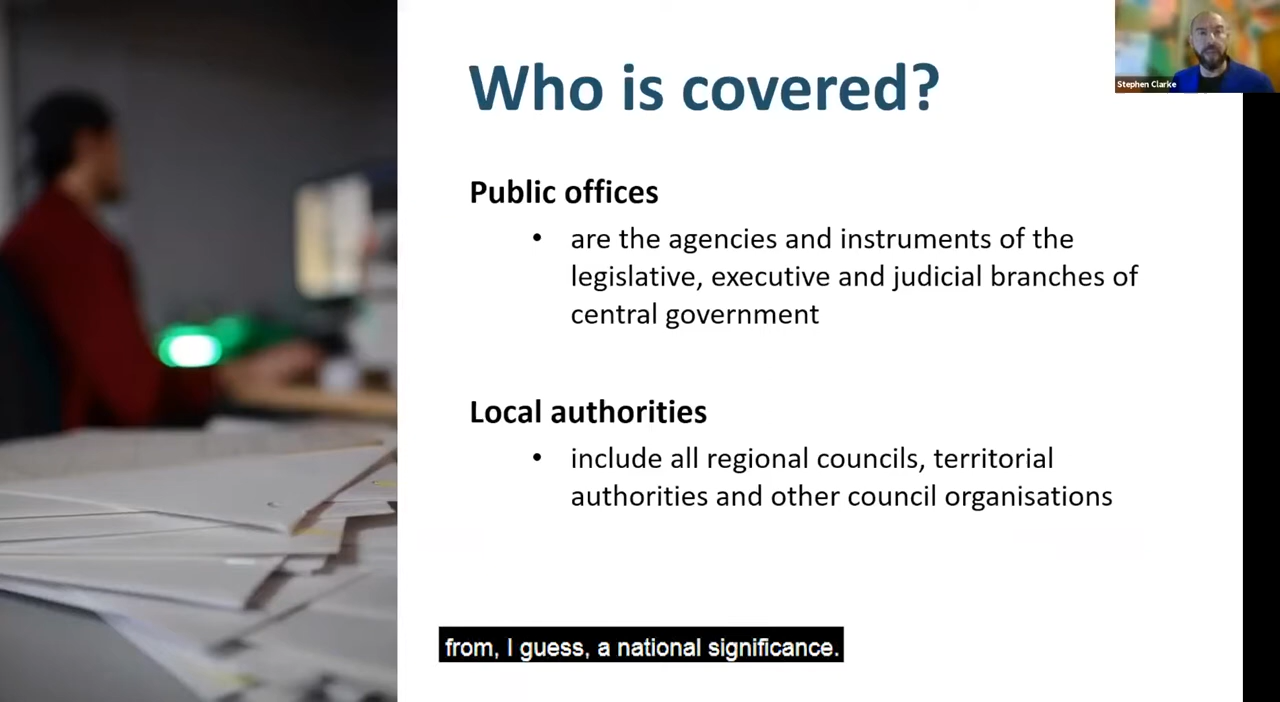 Who is covered?
Stephen Clarke
Public offices
• are the agencies and instruments of the
legislative, executive and judicial branches of
central government
Local authorities
• include all regional councils, territorial
authorities and other council organisations
from, I guess, a national significance.